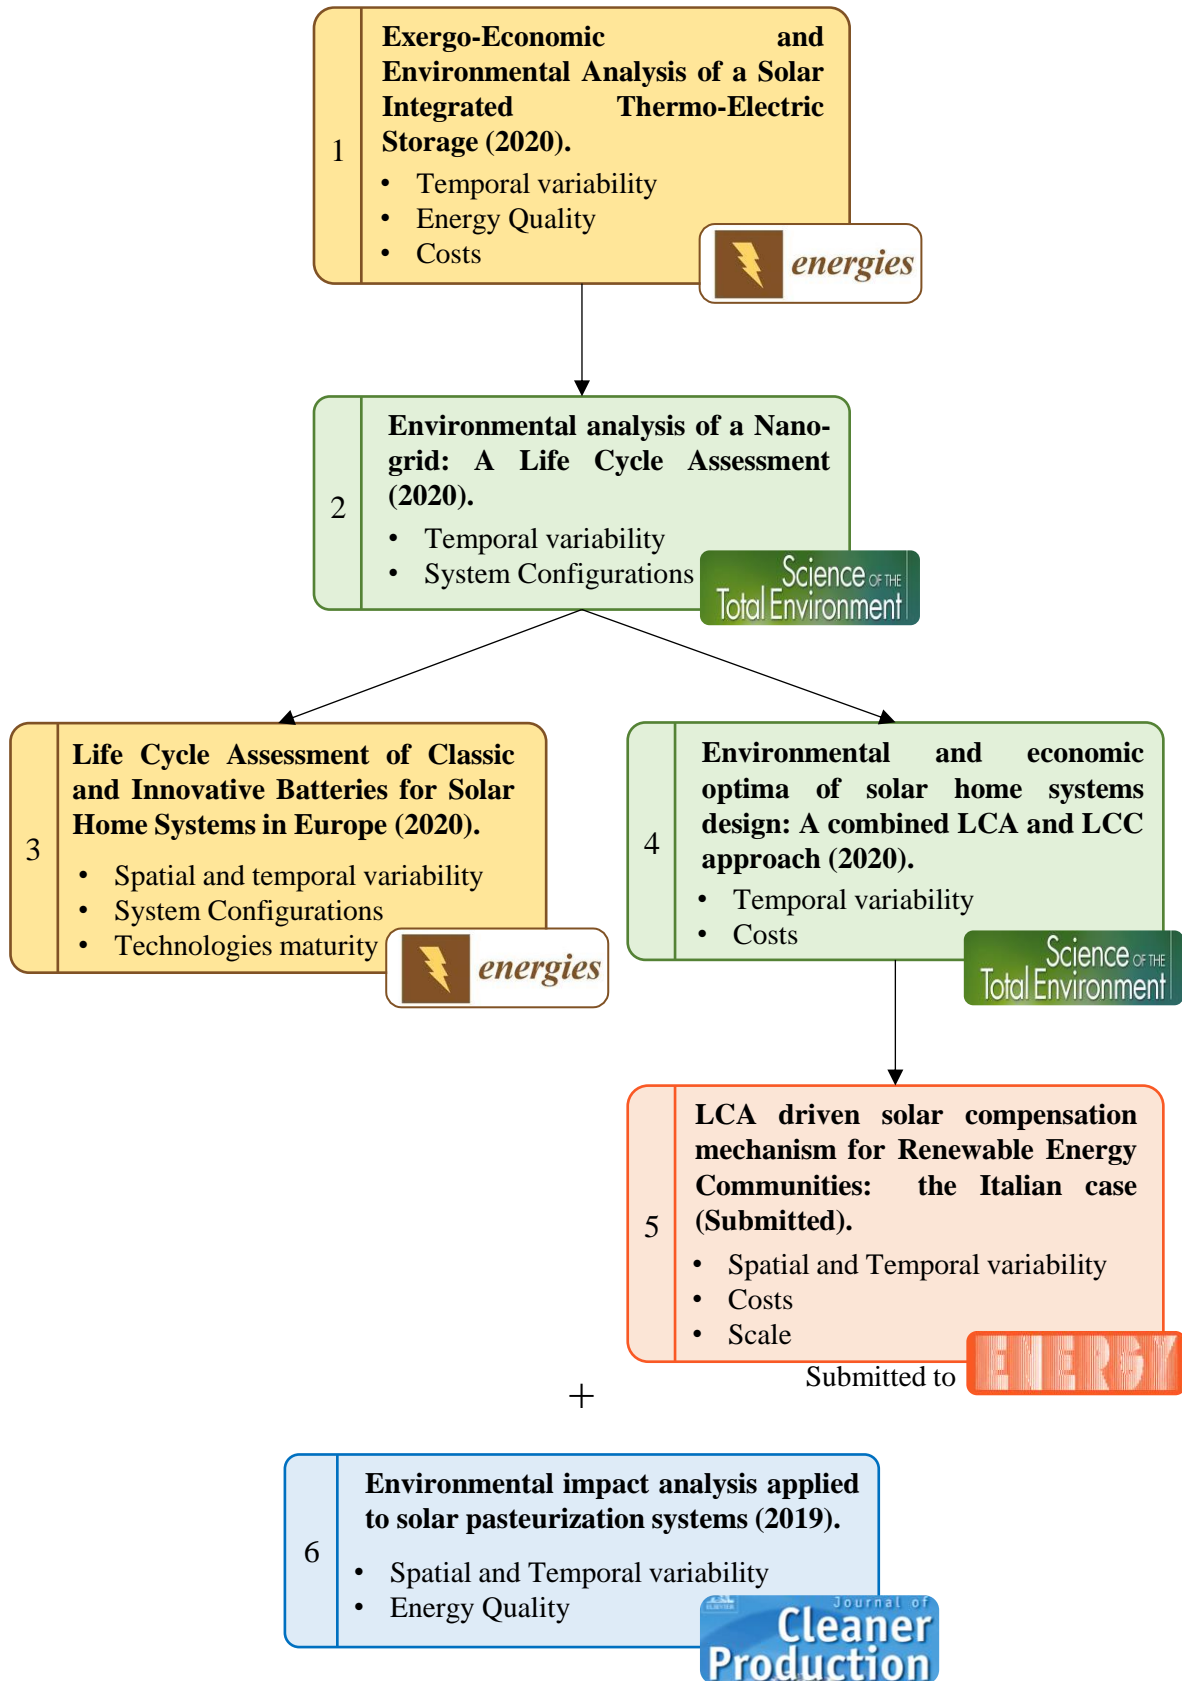 Exergo-Economic and
Environmental Analysis of a Solar
Integrated Thermo-Electric
Storage (2020).
1
• Temporal variability
• Energy Quality
• Costs
energies
Environmental analysis of a Nano-
grid: A Life Cycle Assessment
(2020).
2
• Temporal variability
• System Configurations
Science OF THE
Total Environment
Life Cycle Assessment of Classic
and Innovative Batteries for Solar
Home Systems in Europe (2020).
3
• Spatial and temporal variability
• System Configurations
• Technologies maturity
energies
Environmental and economic
optima of solar home systems
design: A combined LCA and LCC
approach (2020).
4
• Temporal variability
• Costs
Science OF THE
Total Environment
LCA driven solar compensation
mechanism for Renewable Energy
Communities: the Italian case
(Submitted).
5
• Spatial and Temporal variability
• Costs
• Scale
Submitted to
ENERGY
+
Environmental impact analysis applied
to solar pasteurization systems (2019).
6
• Spatial and Temporal variability
• Energy Quality
Journal of
Cleaner
Production